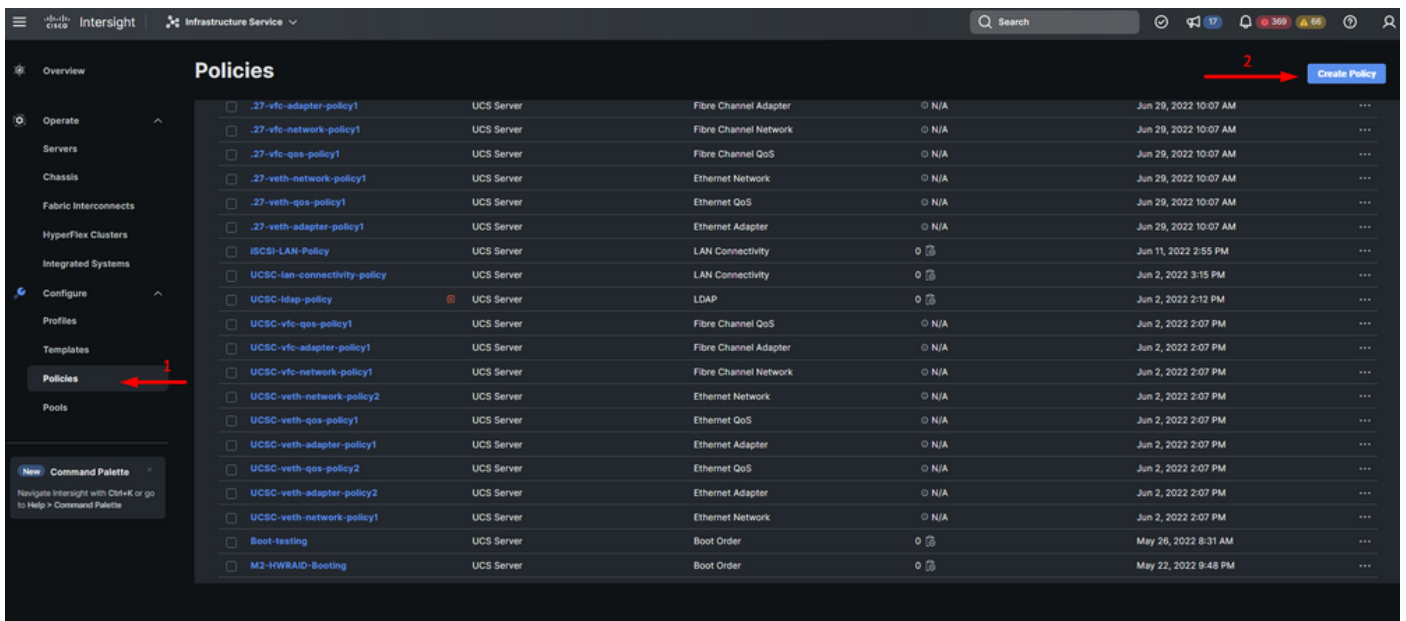 cisco Intersight Infrastructure Service Search 17 369 66
Overview
Operate
Servers
Chassis
Fabric Interconnects
HyperFlex Clusters
Integrated Systems
Configure
Profiles
Templates
Policies 1
Pools
New Command Palette
Navigate Intersight with Ctrl+K or go
to Help > Command Palette
Policies 2 Create Policy
.27-vfc-adapter-policy1 UCS Server Fibre Channel Adapter N/A Jun 29, 2022 10:07 AM ...
.27-vfc-network-policy1 UCS Server Fibre Channel Network N/A Jun 29, 2022 10:07 AM ...
.27-vfc-qos-policy1 UCS Server Fibre Channel QoS N/A Jun 29, 2022 10:07 AM ...
.27-veth-network-policy1 UCS Server Ethernet Network N/A Jun 29, 2022 10:07 AM ...
.27-veth-qos-policy1 UCS Server Ethernet QoS N/A Jun 29, 2022 10:07 AM ...
.27-veth-adapter-policy1 UCS Server Ethernet Adapter N/A Jun 29, 2022 10:07 AM ...
iSCSI-LAN-Policy UCS Server LAN Connectivity 0 Jun 11, 2022 2:55 PM ...
UCSC-lan-connectivity-policy UCS Server LAN Connectivity 0 Jun 2, 2022 3:15 PM ...
UCSC-ldap-policy UCS Server LDAP 0 Jun 2, 2022 2:12 PM ...
UCSC-vfc-qos-policy1 UCS Server Fibre Channel QoS N/A Jun 2, 2022 2:07 PM ...
UCSC-vfc-adapter-policy1 UCS Server Fibre Channel Adapter N/A Jun 2, 2022 2:07 PM ...
UCSC-vfc-network-policy1 UCS Server Fibre Channel Network N/A Jun 2, 2022 2:07 PM ...
UCSC-veth-network-policy2 UCS Server Ethernet Network N/A Jun 2, 2022 2:07 PM ...
UCSC-veth-qos-policy1 UCS Server Ethernet QoS N/A Jun 2, 2022 2:07 PM ...
UCSC-veth-adapter-policy1 UCS Server Ethernet Adapter N/A Jun 2, 2022 2:07 PM ...
UCSC-veth-qos-policy2 UCS Server Ethernet QoS N/A Jun 2, 2022 2:07 PM ...
UCSC-veth-adapter-policy2 UCS Server Ethernet Adapter N/A Jun 2, 2022 2:07 PM ...
UCSC-veth-network-policy1 UCS Server Ethernet Network N/A Jun 2, 2022 2:07 PM ...
Boot-testing UCS Server Boot Order 0 May 26, 2022 8:31 AM ...
M2-HWRAID-Booting UCS Server Boot Order 0 May 22, 2022 9:48 PM ...